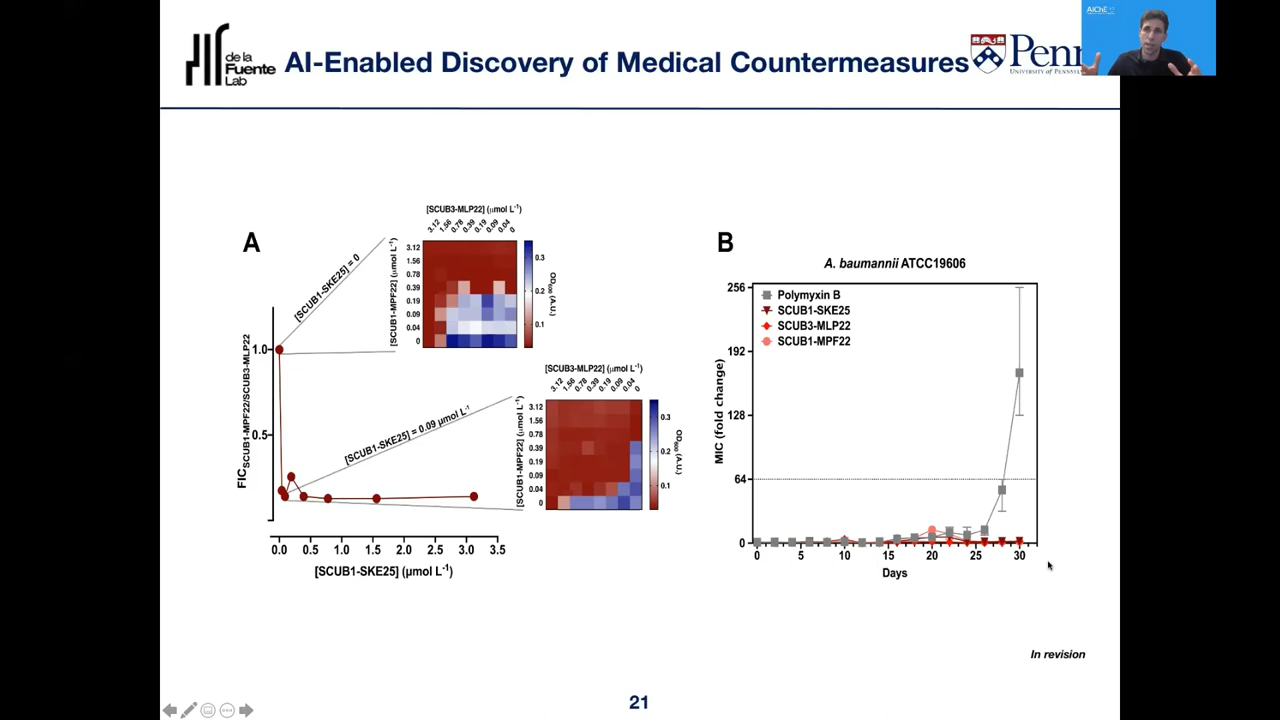 AIChE
de la
Fuente
Lab
AI-Enabled Discovery of Medical Countermeasures
Penn
UNIVERSITY OF PENNSYLVANIA
A
[SCUB1-SKE25] = 0
[SCUB3-MLP22] (μmol L⁻¹)
3.12 1.56 0.78 0.39 0.19 0.09 0.04 0
[SCUB1-MPF22] (μmol L⁻¹)
3.12
1.56
0.78
0.39
0.19
0.09
0.04
0
0.3
0.2
0.1
OD₆₀₀ (A.U.)
FIC SCUB1-MPF22/SCUB3-MLP22
1.0
0.5
0.0 0.5 1.0 1.5 2.0 2.5 3.0 3.5
[SCUB1-SKE25] (μmol L⁻¹)
[SCUB1-SKE25] = 0.09 μmol L⁻¹
[SCUB3-MLP22] (μmol L⁻¹)
3.12 1.56 0.78 0.39 0.19 0.09 0.04 0
[SCUB1-MPF22] (μmol L⁻¹)
3.12
1.56
0.78
0.39
0.19
0.09
0.04
0
0.3
0.2
0.1
OD₆₀₀ (A.U.)
B
A. baumannii ATCC19606
Polymyxin B
SCUB1-SKE25
SCUB3-MLP22
SCUB1-MPF22
MIC (fold change)
256
192
128
64
0
0 5 10 15 20 25 30
Days
In revision
21